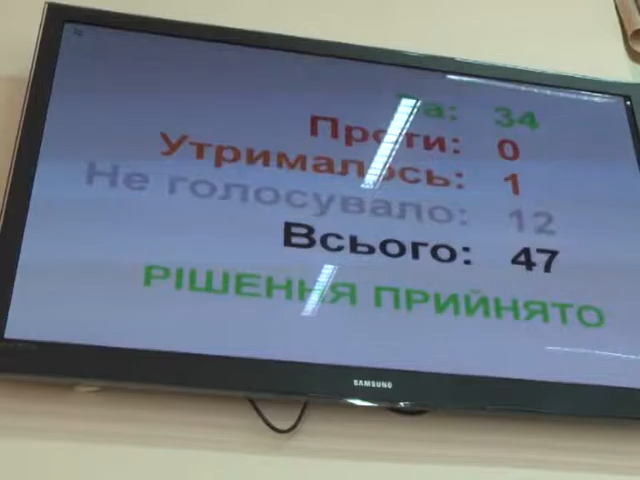 За: 34
Проти: 0
Утрималось: 1
Не голосувало: 12
Всього: 47
РІШЕННЯ ПРИЙНЯТО
SAMSUNG